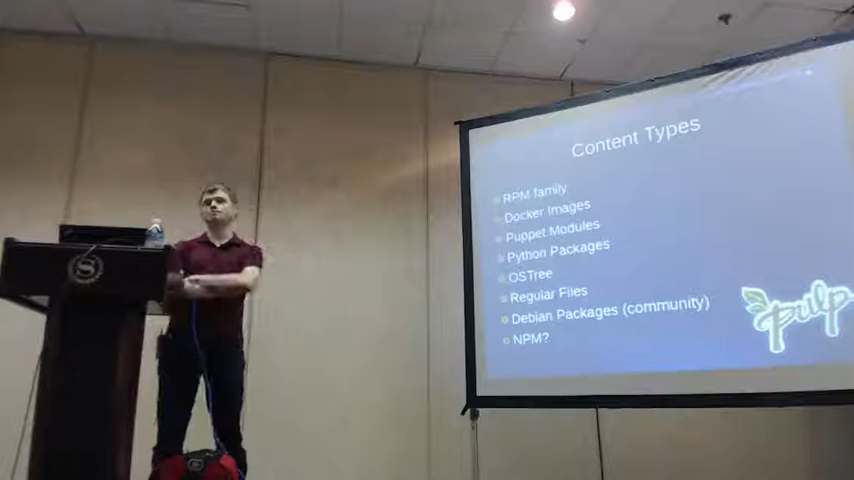 Content Types
RPM family
Docker Images
Puppet Modules
Python Packages
OSTree
Regular Files
Debian Packages (community)
NPM?
pulp
S